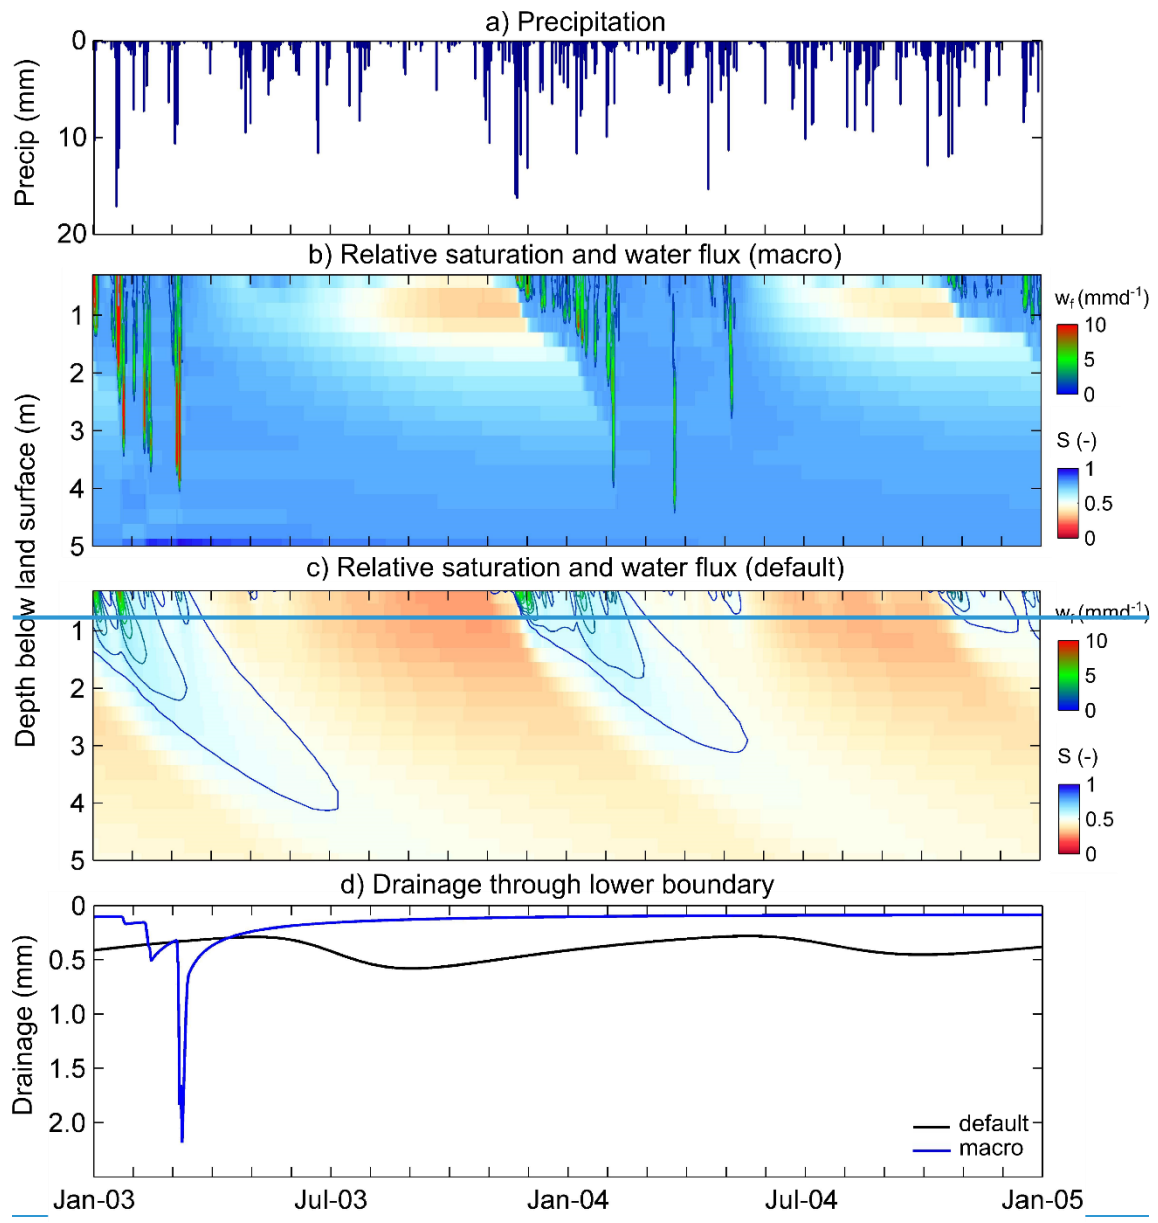 a) Precipitation
Precip (mm)
0
10
20
b) Relative saturation and water flux (macro)
1
2
3
4
5
wf (mmd-1)
10
5
0
S (-)
1
0.5
0
Depth below land surface (m)
c) Relative saturation and water flux (default)
1
2
3
4
5
wf (mmd-1)
10
5
0
S (-)
1
0.5
0
d) Drainage through lower boundary
Drainage (mm)
0
0.5
1.0
1.5
2.0
default
macro
Jan-03 Jul-03 Jan-04 Jul-04 Jan-05